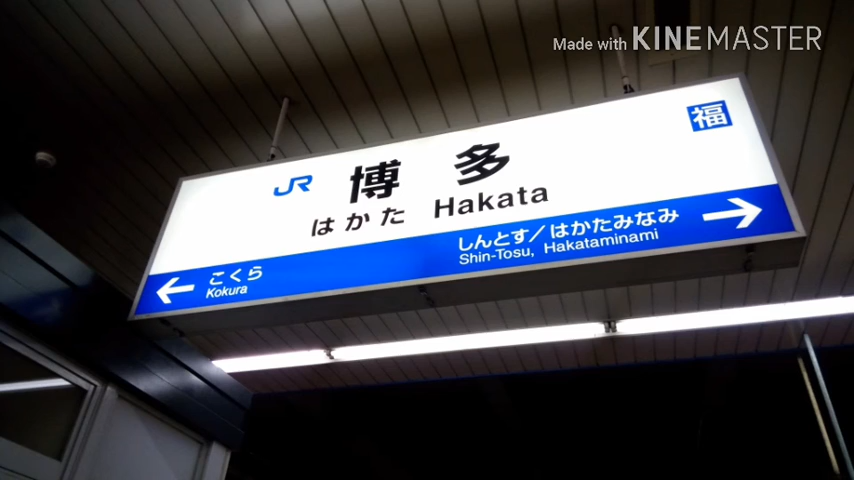 Made with KINEMASTER
福
JR 博多
はかた Hakata
しんとす／はかたみなみ
Shin-Tosu, Hakataminami
こくら
Kokura